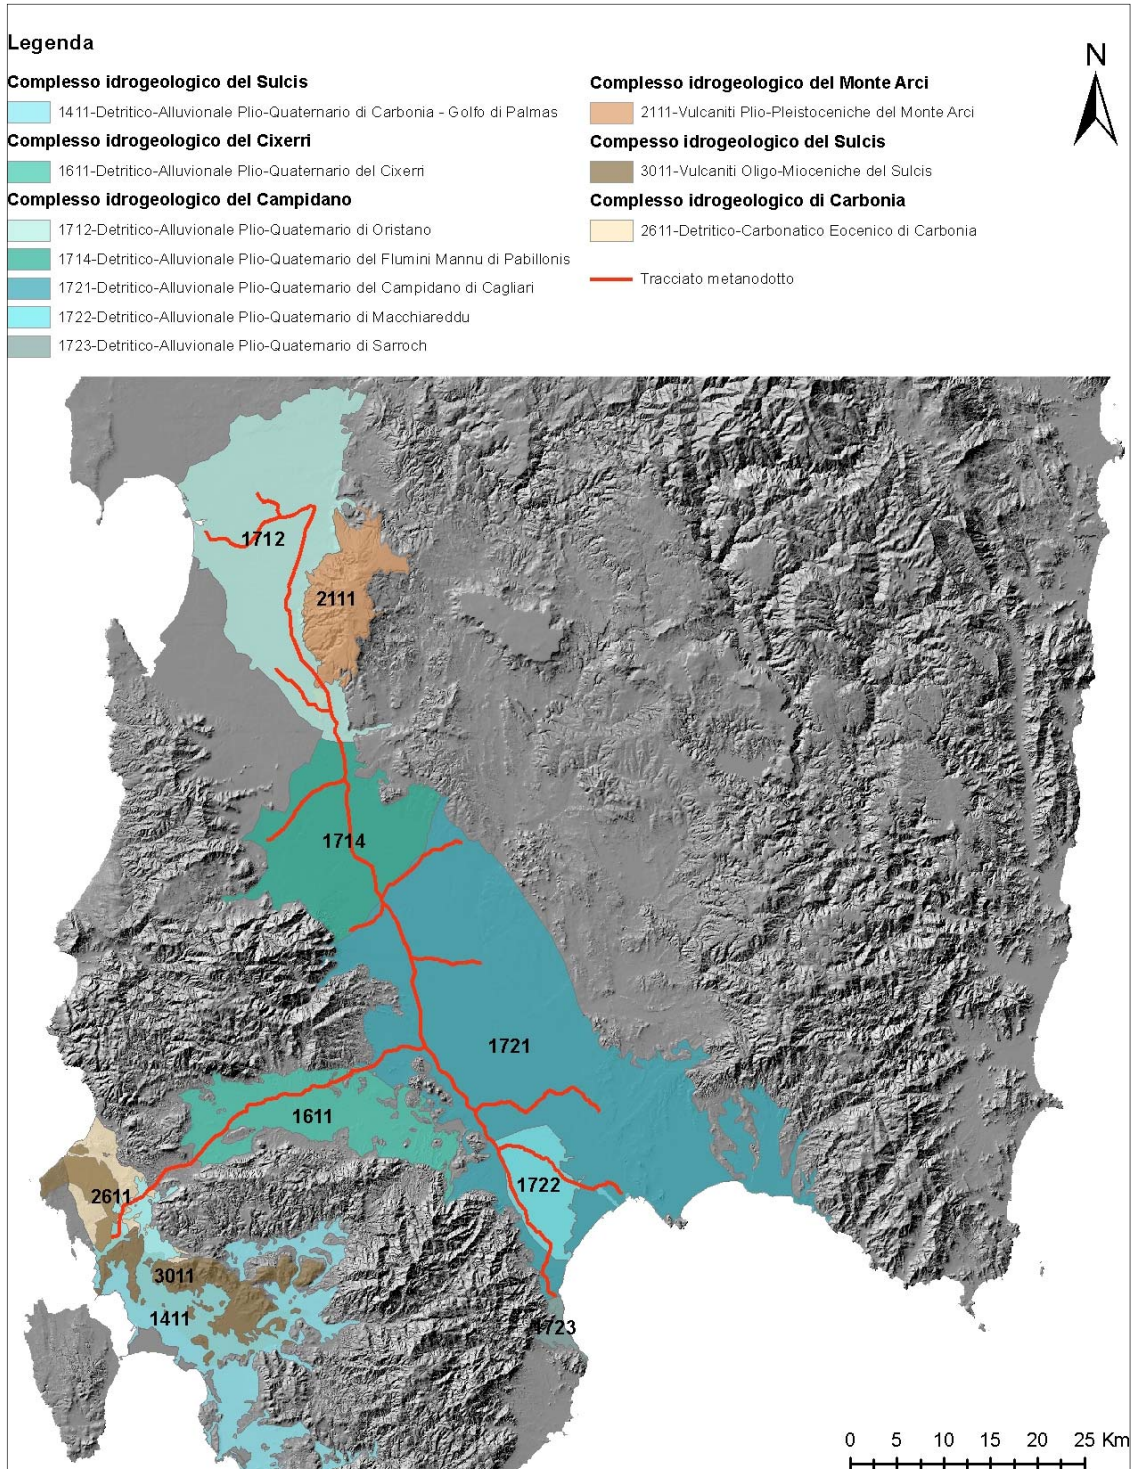 Legenda
Complesso idrogeologico del Sulcis
1411-Detritico-Alluvionale Plio-Quaternario di Carbonia - Golfo di Palmas
Complesso idrogeologico del Cixerri
1611-Detritico-Alluvionale Plio-Quaternario del Cixerri
Complesso idrogeologico del Campidano
1712-Detritico-Alluvionale Plio-Quaternario di Oristano
1714-Detritico-Alluvionale Plio-Quaternario del Flumini Mannu di Pabillonis
1721-Detritico-Alluvionale Plio-Quaternario del Campidano di Cagliari
1722-Detritico-Alluvionale Plio-Quaternario di Macchiareddu
1723-Detritico-Alluvionale Plio-Quaternario di Sarroch
Complesso idrogeologico del Monte Arci
2111-Vulcaniti Plio-Pleistoceniche del Monte Arci
Compesso idrogeologico del Sulcis
3011-Vulcaniti Oligo-Mioceniche del Sulcis
Complesso idrogeologico di Carbonia
2611-Detritico-Carbonatico Eocenico di Carbonia
Tracciato metanodotto
N
1712
2111
1714
1721
1611
2611
1722
3011
1411
1723
0 5 10 15 20 25 Km